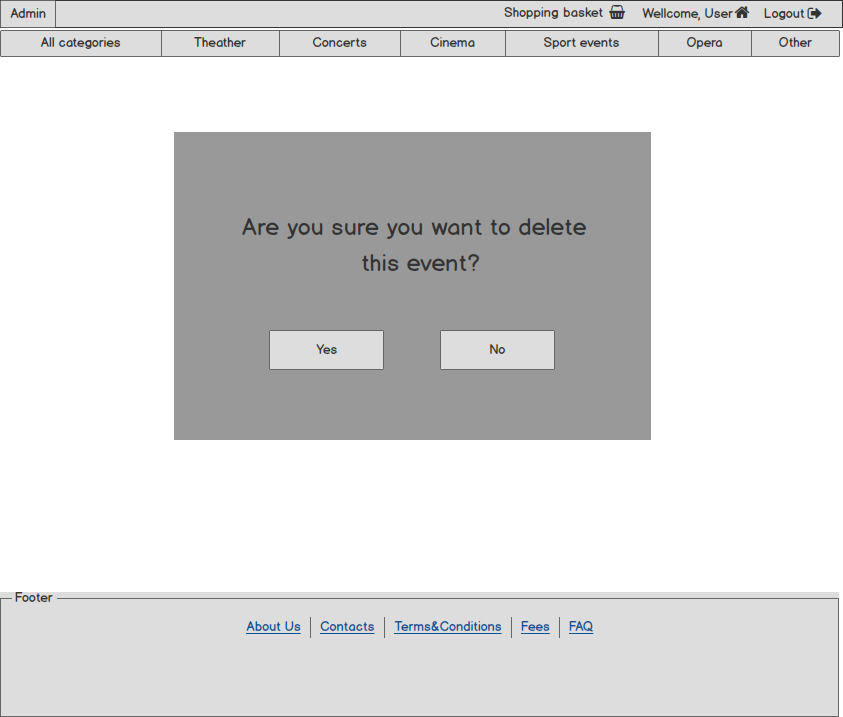 Admin Shopping basket Wellcome, User Logout
All categories Theather Concerts Cinema Sport events Opera Other
Are you sure you want to delete
this event?
Yes No
Footer
About Us Contacts Terms&Conditions Fees FAQ